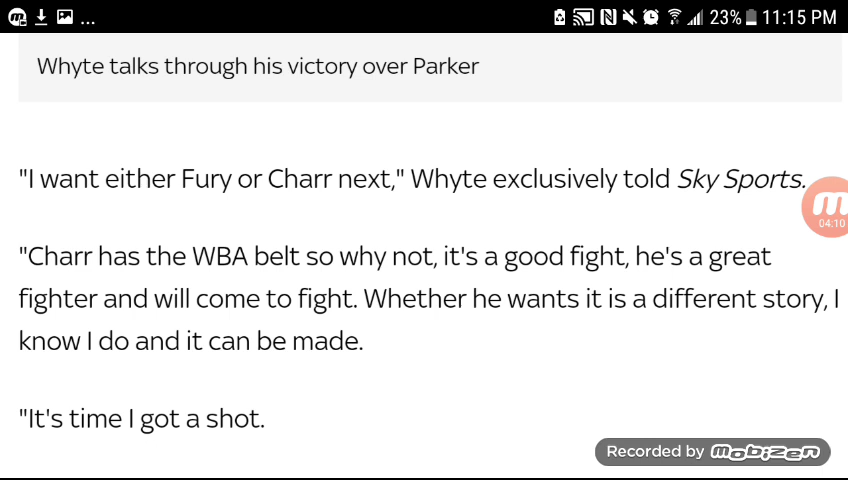 ... 23% 11:15 PM
Whyte talks through his victory over Parker
"I want either Fury or Charr next," Whyte exclusively told Sky Sports.
04:10
"Charr has the WBA belt so why not, it's a good fight, he's a great
fighter and will come to fight. Whether he wants it is a different story, I
know I do and it can be made.
"It's time I got a shot.
Recorded by mobizen